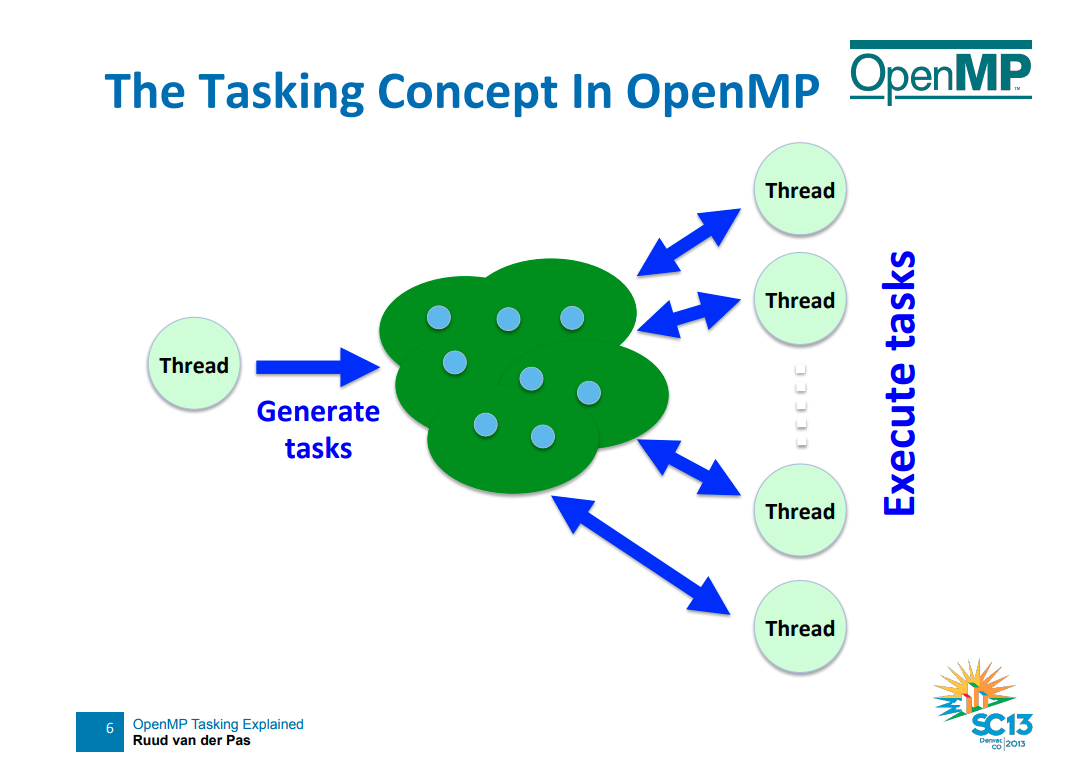 The Tasking Concept In OpenMP
OpenMP™
Thread
Generate
tasks
Thread
Thread
Thread
Thread
Execute tasks
6
OpenMP Tasking Explained
Ruud van der Pas
SC13
Denver,
CO
2013